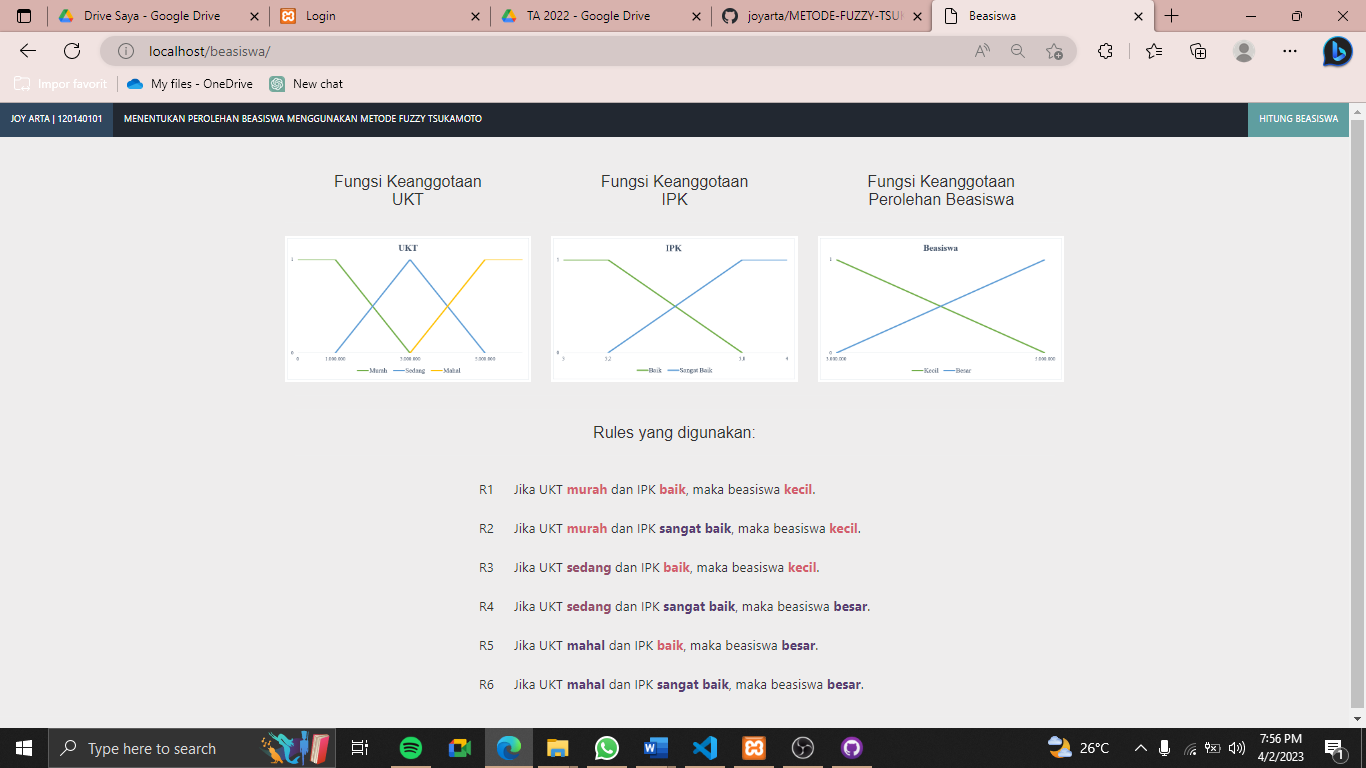 Drive Saya - Google Drive
Login
TA 2022 - Google Drive
joyarta/METODE-FUZZY-TSUK
Beasiswa
localhost/beasiswa/
Impor favorit
My files - OneDrive
New chat
JOY ARTA | 120140101
MENENTUKAN PEROLEHAN BEASISWA MENGGUNAKAN METODE FUZZY TSUKAMOTO
HITUNG BEASISWA
Fungsi Keanggotaan
UKT
Fungsi Keanggotaan
IPK
Fungsi Keanggotaan
Perolehan Beasiswa
UKT
1
0
0 1.000.000 3.000.000 5.000.000
Murah Sedang Mahal
IPK
1
0
3 3,2 3,8 4
Baik Sangat Baik
Beasiswa
1
0
Kecil Besar
Rules yang digunakan:
R1 Jika UKT murah dan IPK baik, maka beasiswa kecil.
R2 Jika UKT murah dan IPK sangat baik, maka beasiswa kecil.
R3 Jika UKT sedang dan IPK baik, maka beasiswa kecil.
R4 Jika UKT sedang dan IPK sangat baik, maka beasiswa besar.
R5 Jika UKT mahal dan IPK baik, maka beasiswa besar.
R6 Jika UKT mahal dan IPK sangat baik, maka beasiswa besar.
Type here to search
26°C
7:56 PM
4/2/2023
1